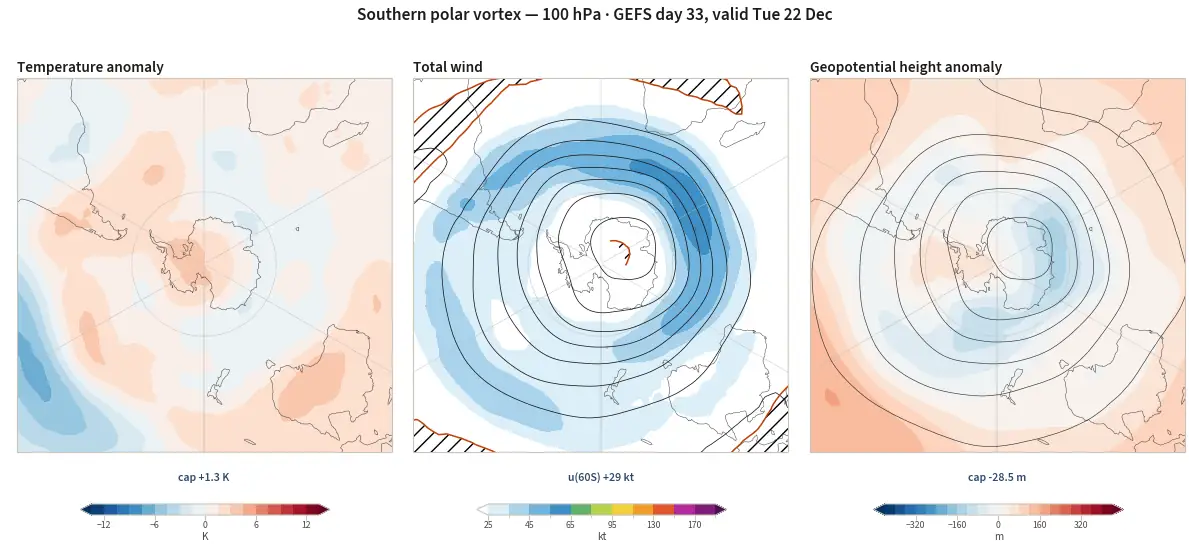 Southern polar vortex — 100 hPa · GEFS day 33, valid Tue 22 Dec
Temperature anomaly
Total wind
Geopotential height anomaly
cap +1.3 K
u(60S) +29 kt
cap -28.5 m
−12 −6 0 6 12
K
25 45 65 95 130 170
kt
−320 −160 0 160 320
m